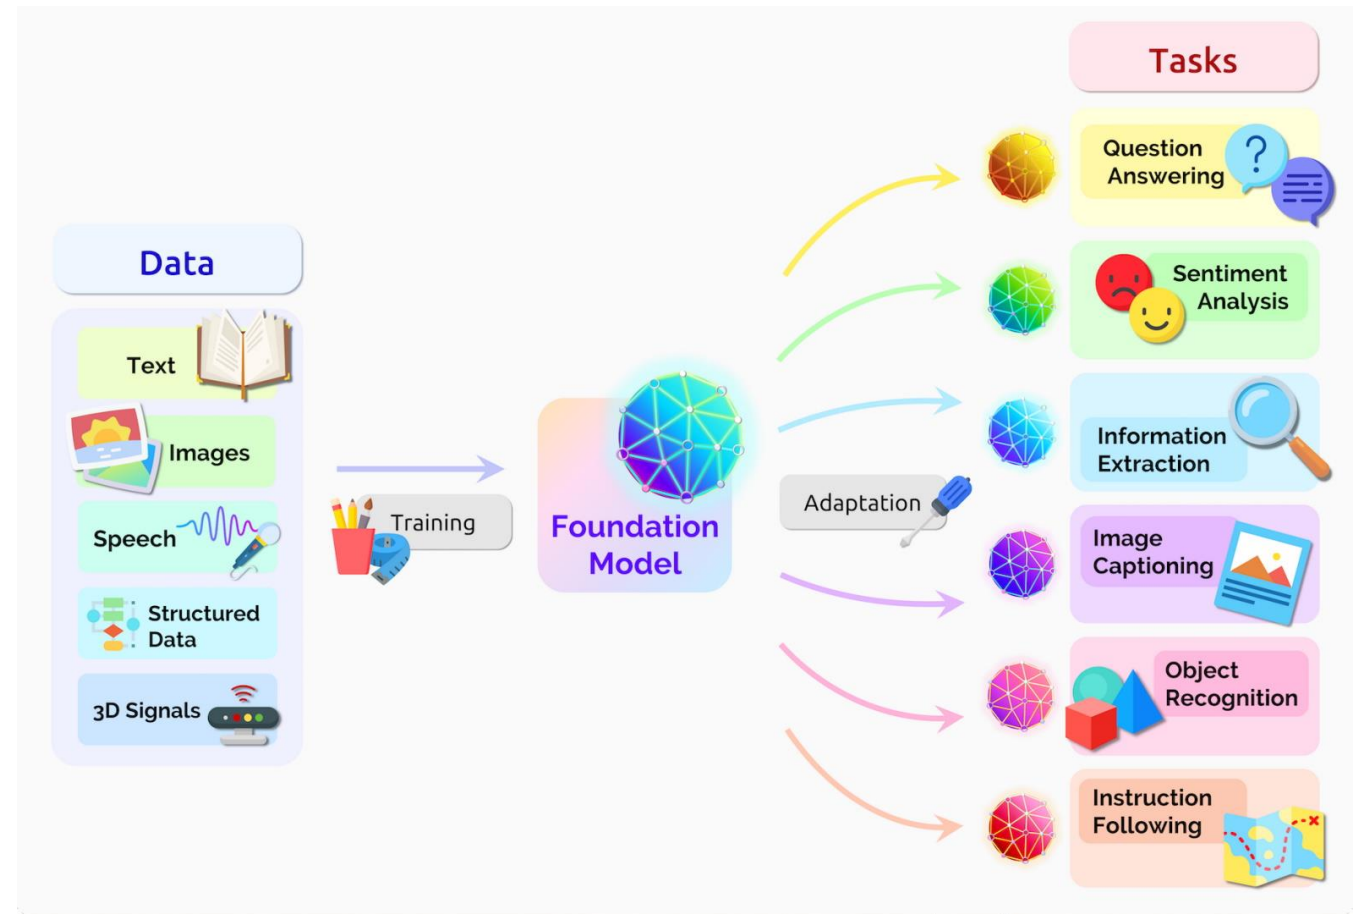 Data
Text
Images
Speech
Structured
Data
3D Signals
Training
Foundation
Model
Adaptation
Tasks
Question
Answering
?
Sentiment
Analysis
Information
Extraction
Image
Captioning
Object
Recognition
Instruction
Following